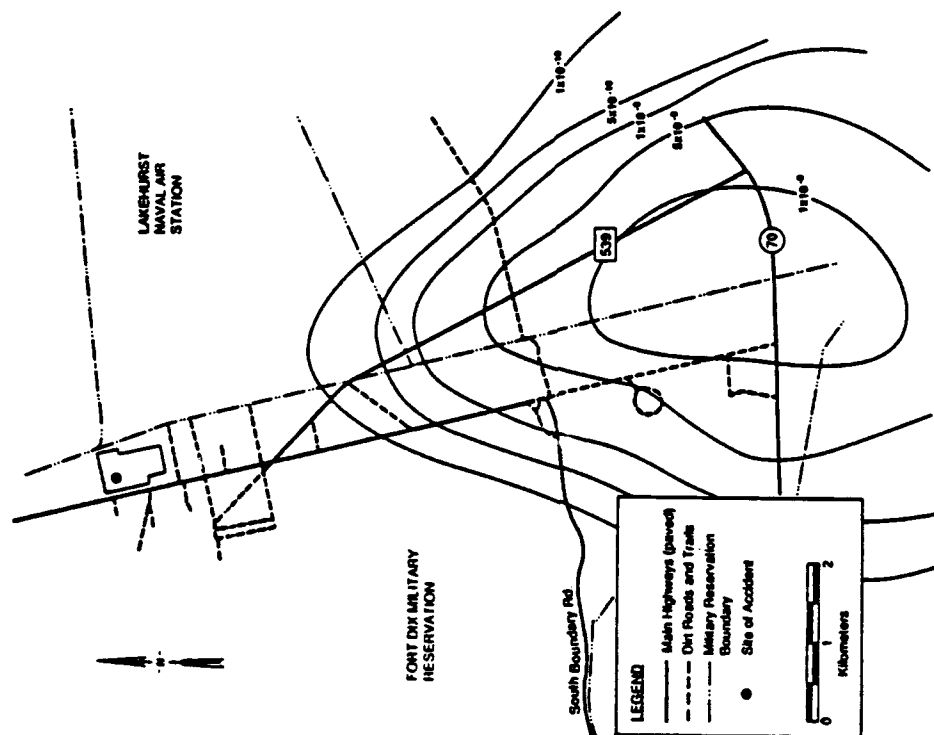 LAKEHURST
NAVAL AIR
STATION
1x10⁻¹⁰
5x10⁻¹⁰
1x10⁻⁹
5x10⁻⁹
1x10⁻⁸
539
70
N
FORT DIX MILITARY
RESERVATION
South Boundary Rd.
LEGEND
Main Highways (paved)
Dirt Roads and Trails
Military Reservation
Boundary
Site of Accident
0 1 2
Kilometers